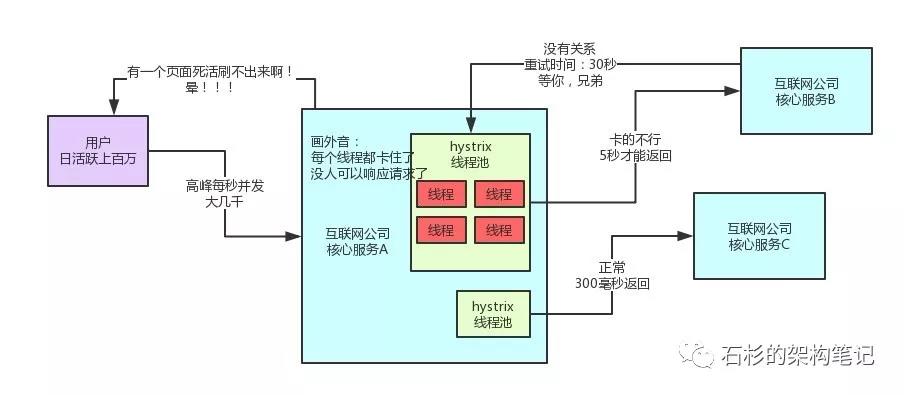 有一个页面死活刷不出来啊！
晕！！！
用户
日活跃上百万
高峰每秒并发
大几千
画外音：
每个线程都卡住了
没人可以响应请求了
互联网公司
核心服务A
hystrix
线程池
线程
线程
线程
线程
hystrix
线程池
没有关系
重试时间：30秒
等你，兄弟
卡的不行
5秒才能返回
正常
300毫秒返回
互联网公司
核心服务B
互联网公司
核心服务C
石杉的架构笔记